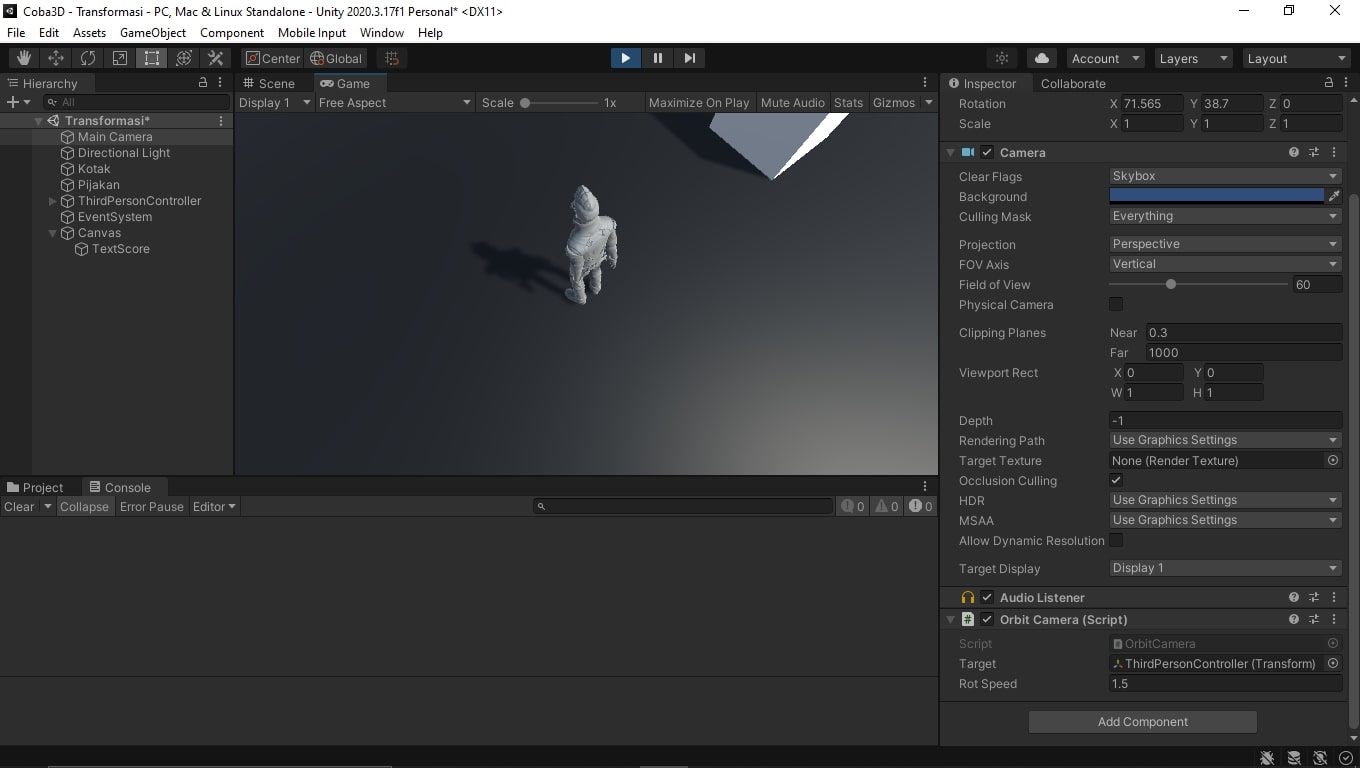 Coba3D - Transformasi - PC, Mac & Linux Standalone - Unity 2020.3.17f1 Personal* <DX11>
File Edit Assets GameObject Component Mobile Input Window Help
Center Global Account Layers Layout
Hierarchy
All
Transformasi*
Main Camera
Directional Light
Kotak
Pijakan
ThirdPersonController
EventSystem
Canvas
TextScore
Scene Game
Display 1 Free Aspect Scale 1x Maximize On Play Mute Audio Stats Gizmos
Project Console
Clear Collapse Error Pause Editor 0 0 0
Inspector Collaborate
Rotation X 71.565 Y 38.7 Z 0
Scale X 1 Y 1 Z 1
Camera
Clear Flags Skybox
Background
Culling Mask Everything
Projection Perspective
FOV Axis Vertical
Field of View 60
Physical Camera
Clipping Planes Near 0.3
Far 1000
Viewport Rect X 0 Y 0
W 1 H 1
Depth -1
Rendering Path Use Graphics Settings
Target Texture None (Render Texture)
Occlusion Culling
HDR Use Graphics Settings
MSAA Use Graphics Settings
Allow Dynamic Resolution
Target Display Display 1
Audio Listener
Orbit Camera (Script)
Script OrbitCamera
Target ThirdPersonController (Transform)
Rot Speed 1.5
Add Component